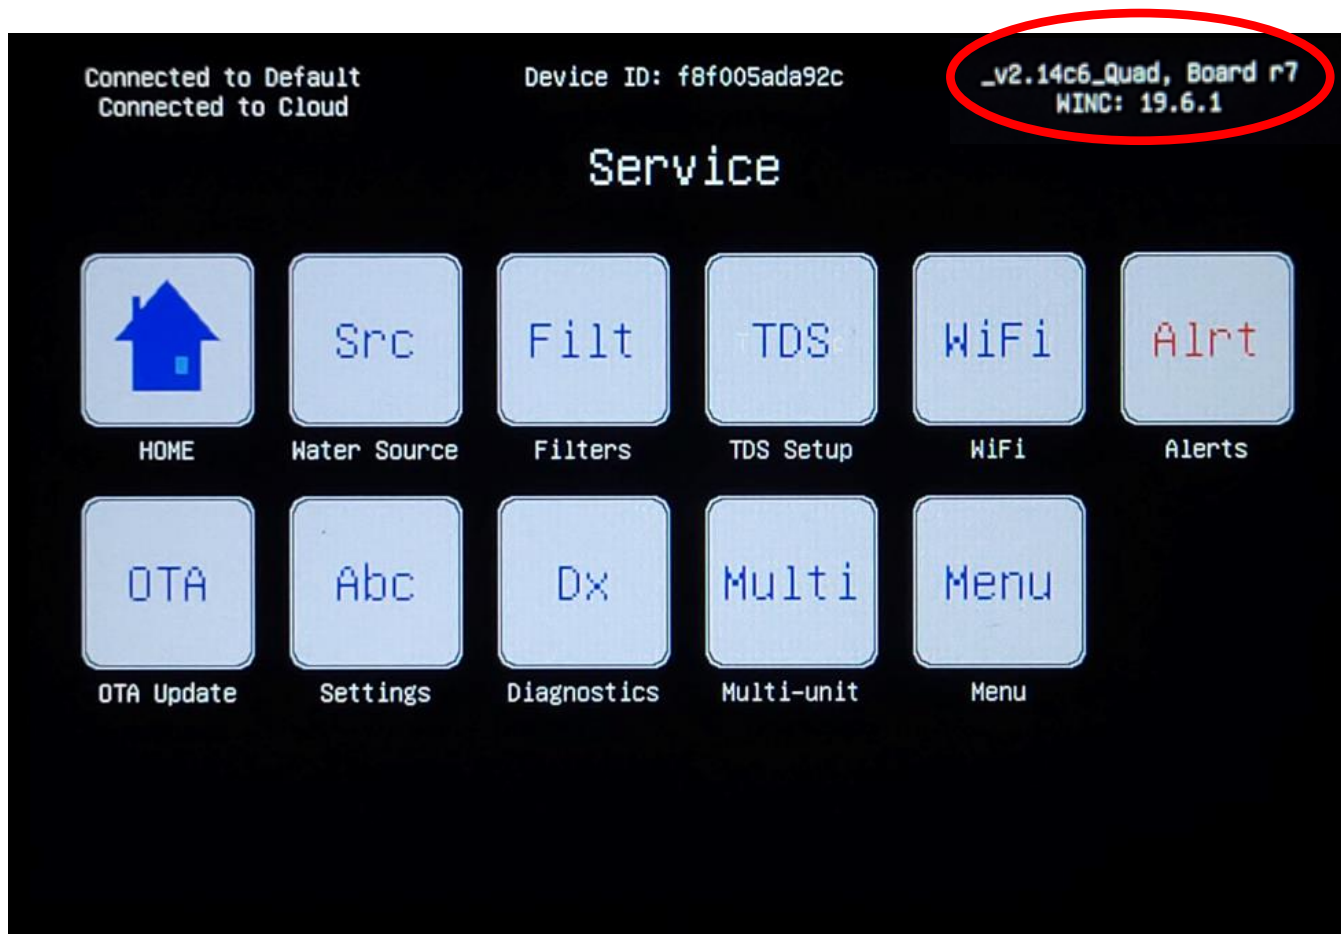 Connected to Default
Connected to Cloud
Device ID: f8f005ada92c
_v2.14c6_Quad, Board r7
WINC: 19.6.1
Service
Src
Filt
TDS
WiFi
Alrt
HOME
Water Source
Filters
TDS Setup
WiFi
Alerts
OTA
Abc
Dx
Multi
Menu
OTA Update
Settings
Diagnostics
Multi-unit
Menu